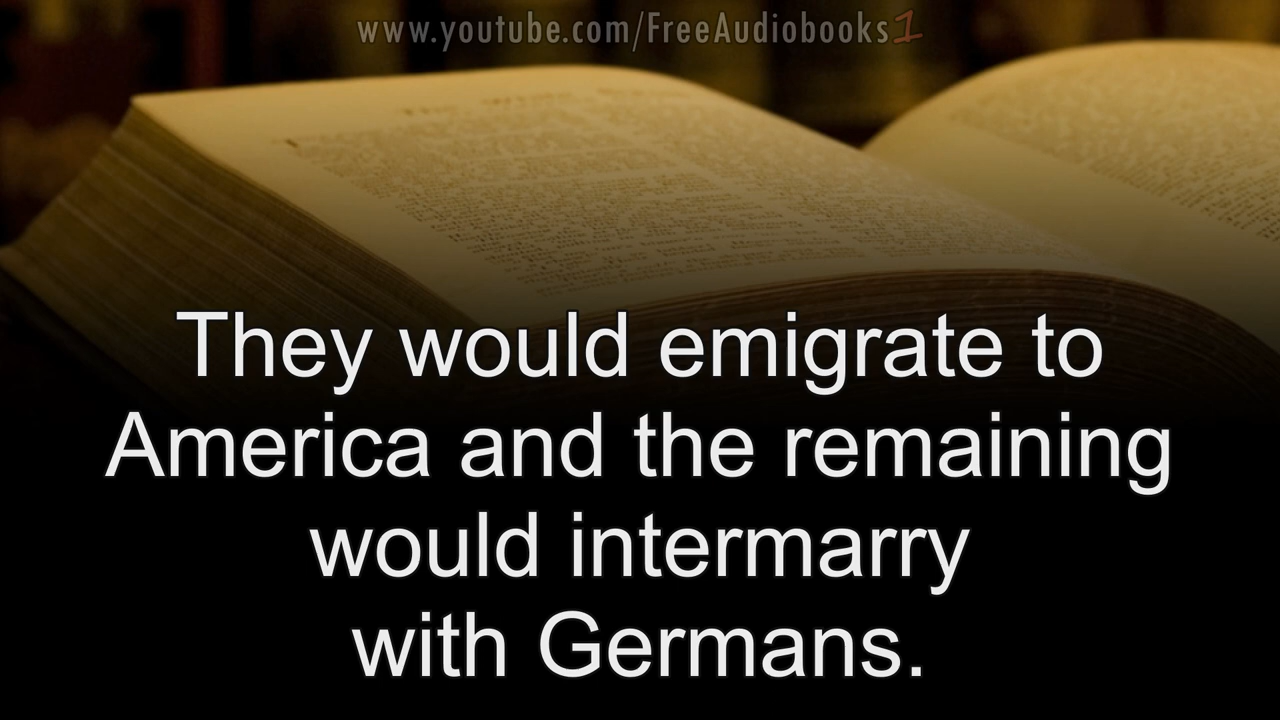 www.youtube.com/FreeAudiobooks1
They would emigrate to
America and the remaining
would intermarry
with Germans.